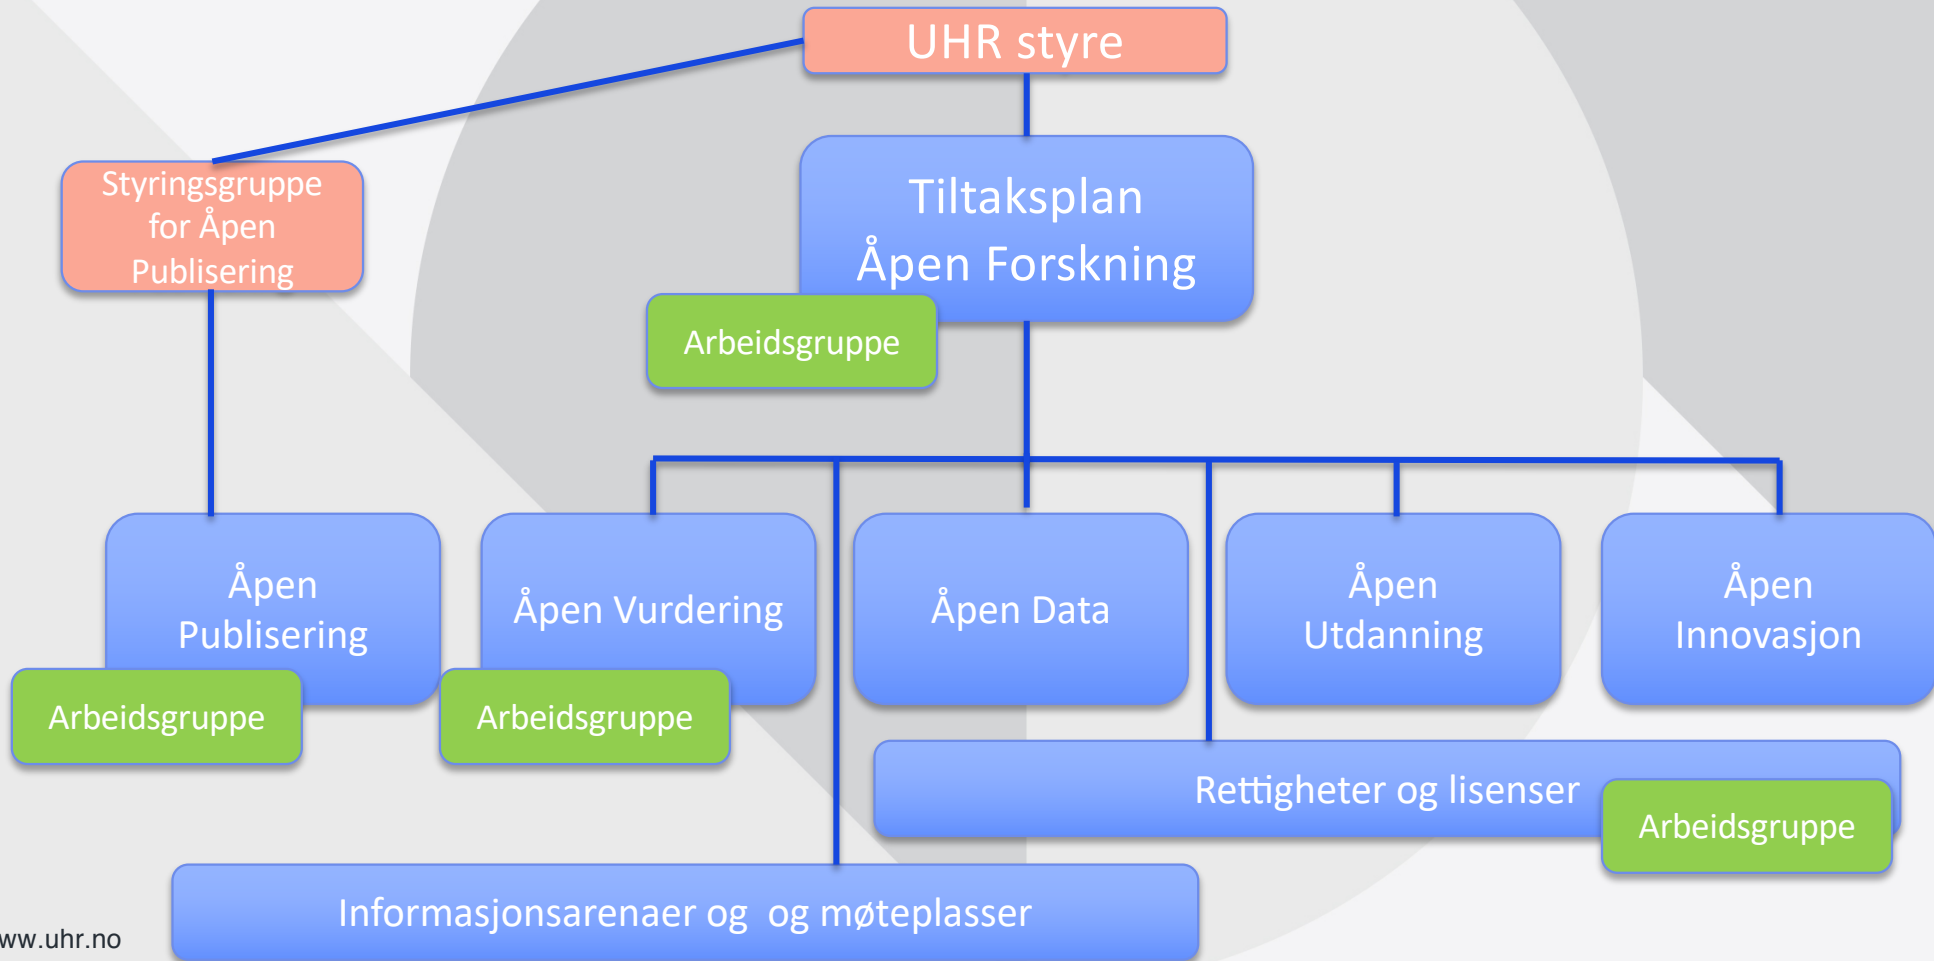 UHR styre
Styringsgruppe
for Åpen
Publisering
Tiltaksplan
Åpen Forskning
Arbeidsgruppe
Åpen
Publisering
Arbeidsgruppe
Åpen Vurdering
Arbeidsgruppe
Åpen Data
Åpen
Utdanning
Åpen
Innovasjon
Rettigheter og lisenser
Arbeidsgruppe
Informasjonsarenaer og  og møteplasser
ww.uhr.no